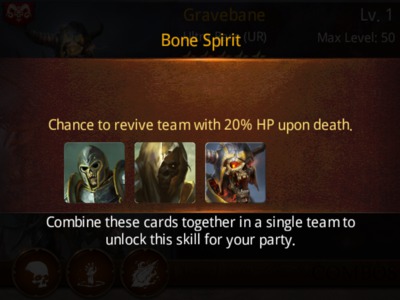 Gravebane
Lv. 1
Bone Spirit
(UR)
Max Level: 50
Chance to revive team with 20% HP upon death.
Combine these cards together in a single team to
unlock this skill for your party.